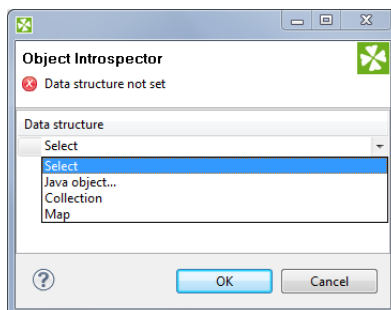 Object Introspector
Data structure not set
Data structure
Select
Select
Java object...
Collection
Map
?
OK
Cancel